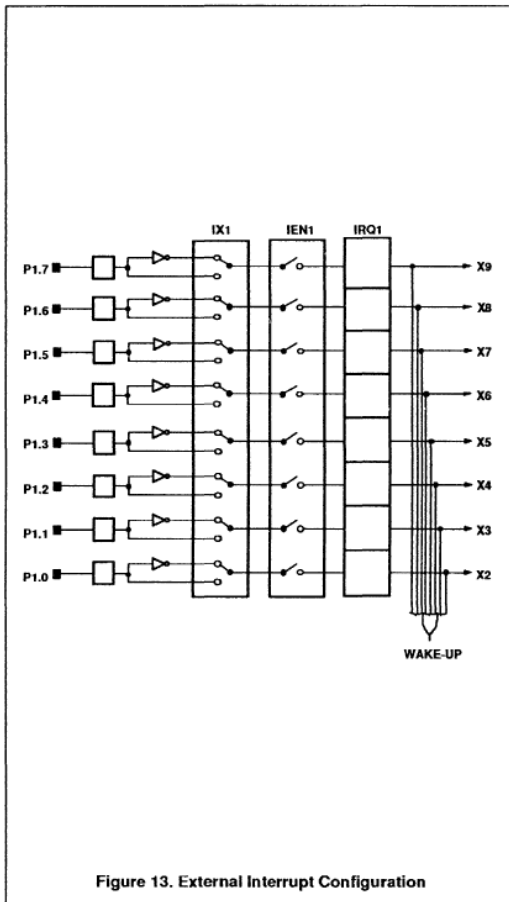 IX1 IEN1 IRQ1
P1.7 X9
P1.6 X8
P1.5 X7
P1.4 X6
P1.3 X5
P1.2 X4
P1.1 X3
P1.0 X2
WAKE-UP
Figure 13. External Interrupt Configuration